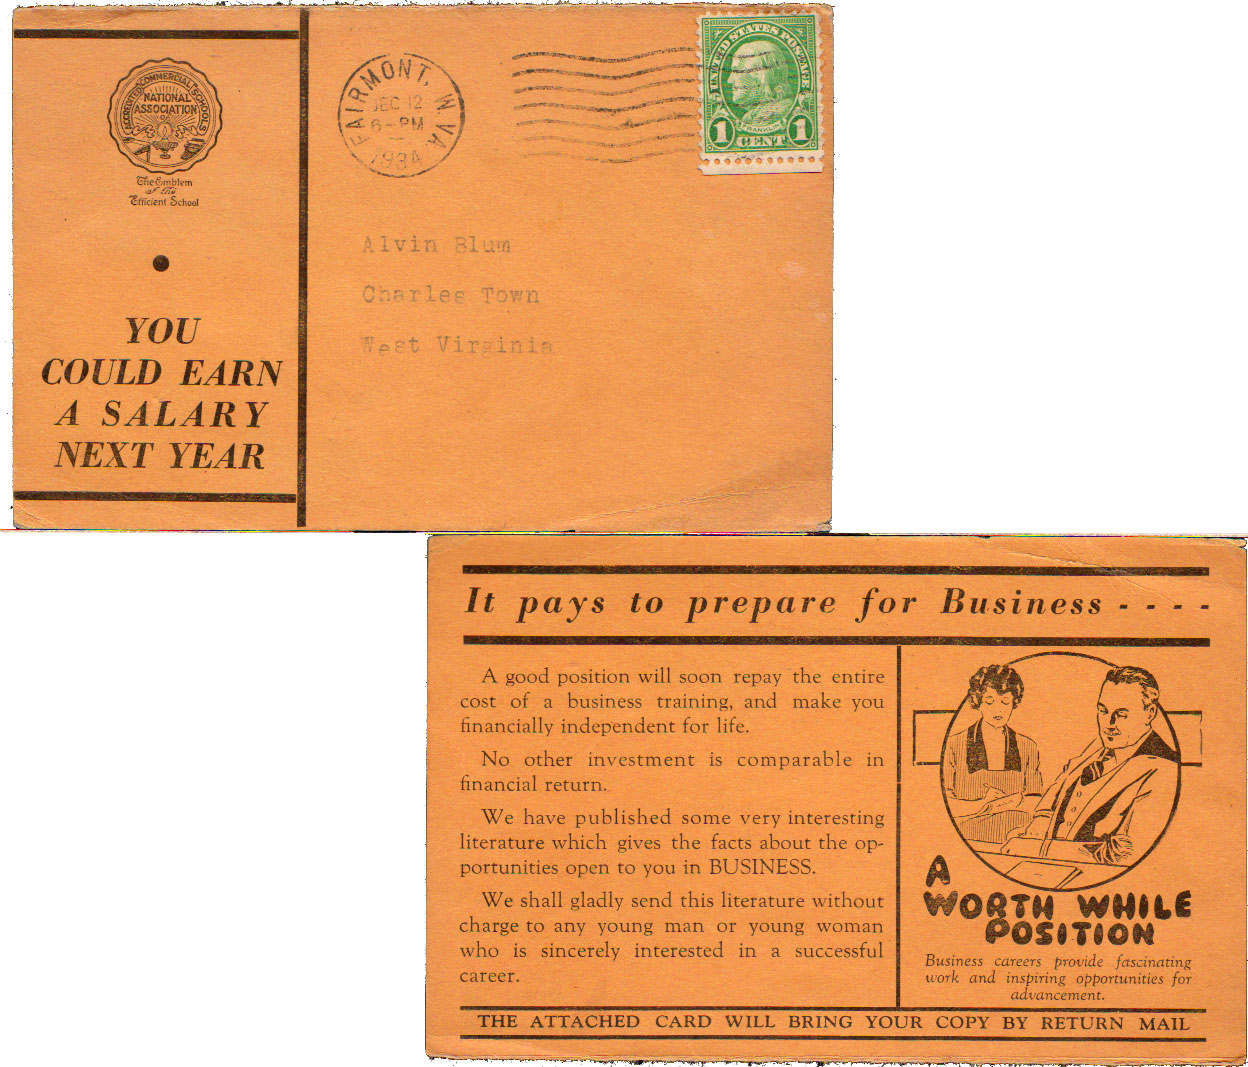 ACCREDITED COMMERCIAL SCHOOLS
NATIONAL
ASSOCIATION
The Emblem
of the
Efficient School
YOU
COULD EARN
A SALARY
NEXT YEAR
FAIRMONT, W. VA.
DEC 12
6-PM
1934
UNITED STATES POSTAGE
FRANKLIN
1 CENT 1
Alvin Blum
Charles Town
West Virginia
It pays to prepare for Business - - - -
A good position will soon repay the entire
cost of a business training, and make you
financially independent for life.
No other investment is comparable in
financial return.
We have published some very interesting
literature which gives the facts about the op-
portunities open to you in BUSINESS.
We shall gladly send this literature without
charge to any young man or young woman
who is sincerely interested in a successful
career.
A
WORTH WHILE
POSITION
Business careers provide fascinating
work and inspiring opportunities for
advancement.
THE ATTACHED CARD WILL BRING YOUR COPY BY RETURN MAIL